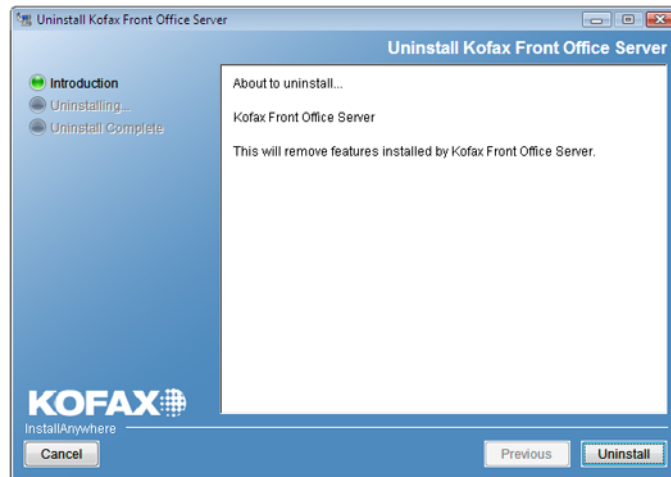 Uninstall Kofax Front Office Server
Uninstall Kofax Front Office Server
Introduction
Uninstalling...
Uninstall Complete
About to uninstall...
Kofax Front Office Server
This will remove features installed by Kofax Front Office Server.
KOFAX
InstallAnywhere
Cancel
Previous
Uninstall